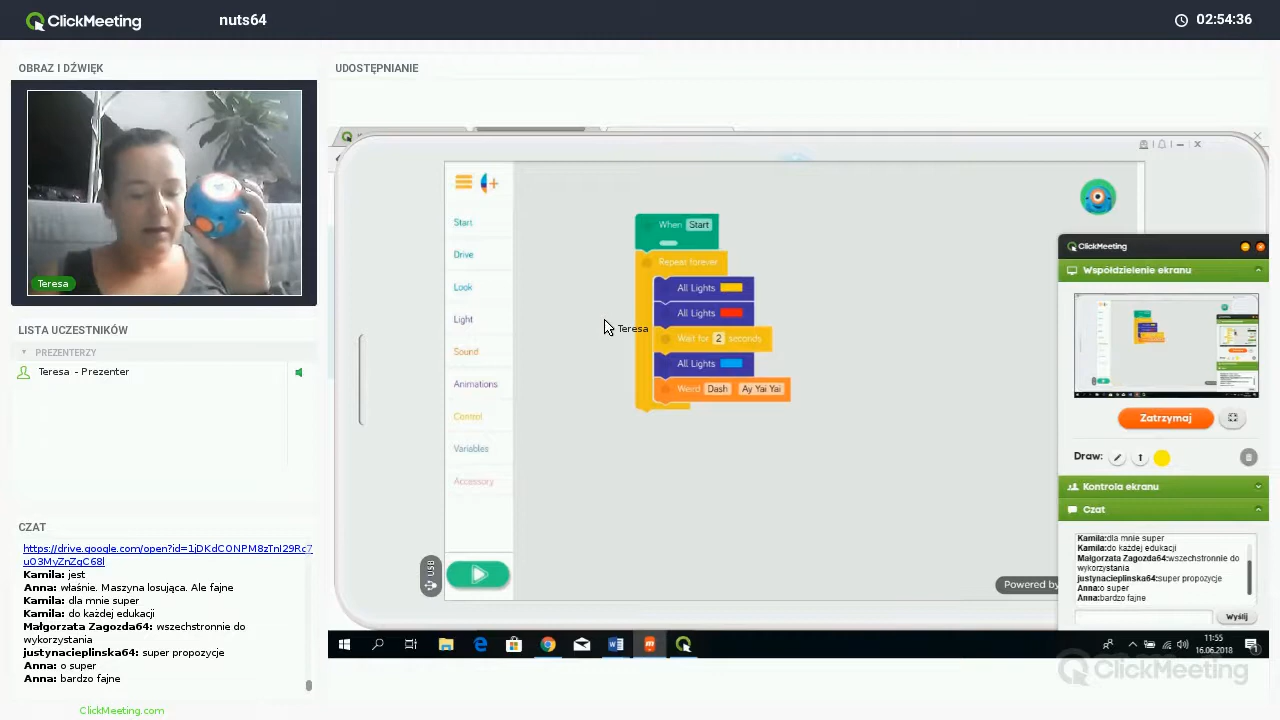 ClickMeeting
nuts64
02:54:36
OBRAZ I DŹWIĘK
UDOSTĘPNIANIE
Teresa
LISTA UCZESTNIKÓW
PREZENTERZY
Teresa - Prezenter
CZAT
https://drive.google.com/open?id=1jDKdCONPM8zTnI29Rc7
uO3MyZnZgC68l
Kamila: jest
Anna: właśnie. Maszyna losująca. Ale fajne
Kamila: dla mnie super
Kamila: do każdej edukacji
Małgorzata Zagozda64: wszechstronnie do
wykorzystania
justynacieplinska64: super propozycje
Anna: o super
Anna: bardzo fajne
ClickMeeting.com
Start
Drive
Look
Light
Sound
Animations
Control
Variables
Accessory
When Start
Repeat forever
All Lights
All Lights
Wait for 2 seconds
All Lights
Weird Dash Ay Yai Yai
Teresa
USB
Powered by
ClickMeeting
Współdzielenie ekranu
Zatrzymaj
Draw:
Kontrola ekranu
Czat
Kamila:dla mnie super
Kamila:do każdej edukacji
Małgorzata Zagozda64:wszechstronnie do
wykorzystania
justynacieplinska64:super propozycje
Anna:o super
Anna:bardzo fajne
Wyślij
11:55
16.06.2018
ClickMeeting